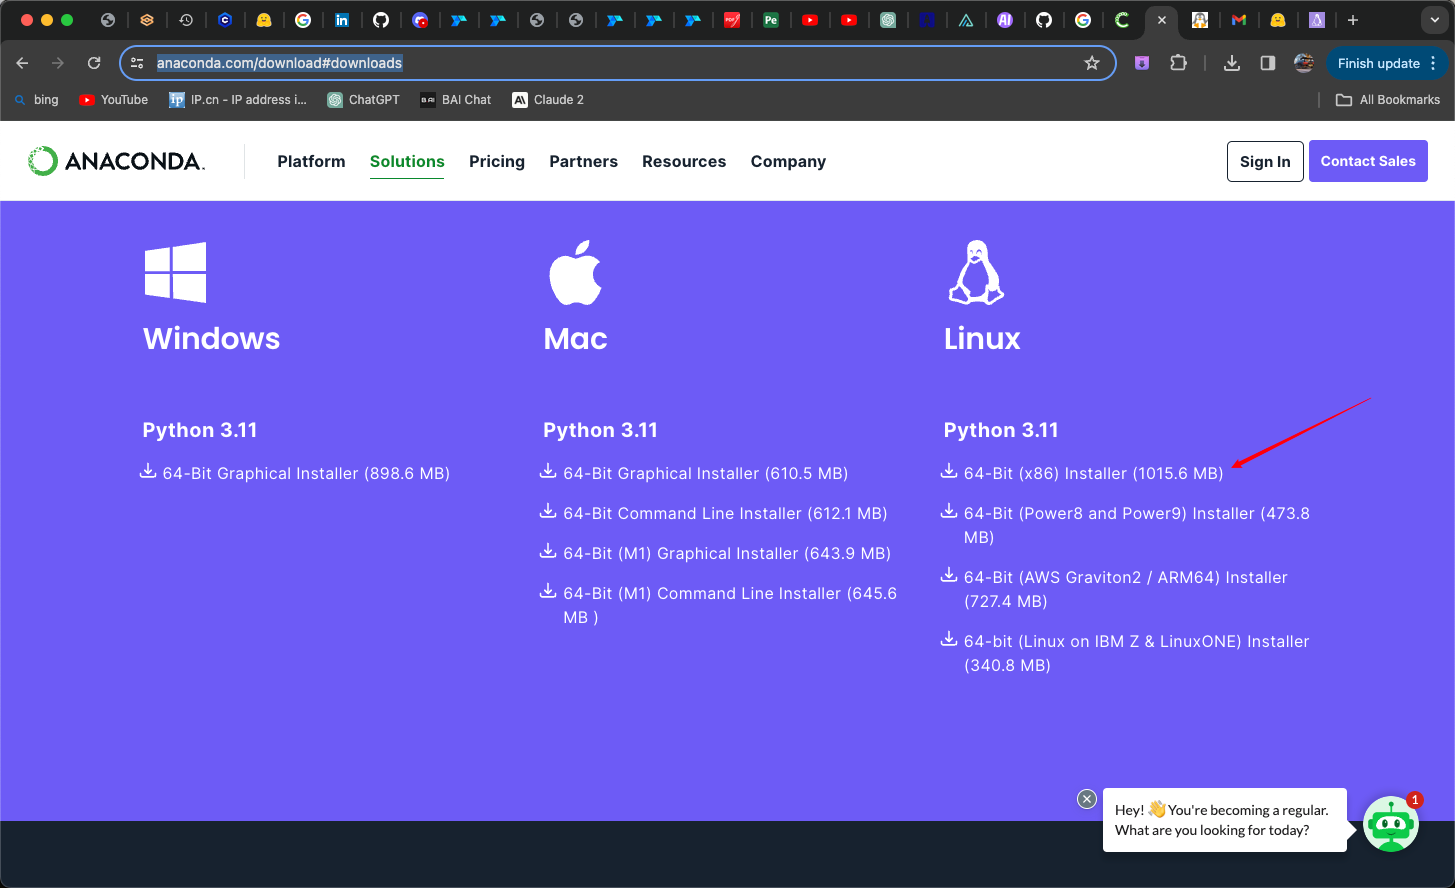 anaconda.com/download#downloads
Finish update
bing
YouTube
IP.cn - IP address i...
ChatGPT
BAI Chat
Claude 2
All Bookmarks
ANACONDA.
Platform
Solutions
Pricing
Partners
Resources
Company
Sign In
Contact Sales
Windows
Python 3.11
64-Bit Graphical Installer (898.6 MB)
Mac
Python 3.11
64-Bit Graphical Installer (610.5 MB)
64-Bit Command Line Installer (612.1 MB)
64-Bit (M1) Graphical Installer (643.9 MB)
64-Bit (M1) Command Line Installer (645.6
MB )
Linux
Python 3.11
64-Bit (x86) Installer (1015.6 MB)
64-Bit (Power8 and Power9) Installer (473.8
MB)
64-Bit (AWS Graviton2 / ARM64) Installer
(727.4 MB)
64-bit (Linux on IBM Z & LinuxONE) Installer
(340.8 MB)
Hey! 👋 You're becoming a regular.
What are you looking for today?
1